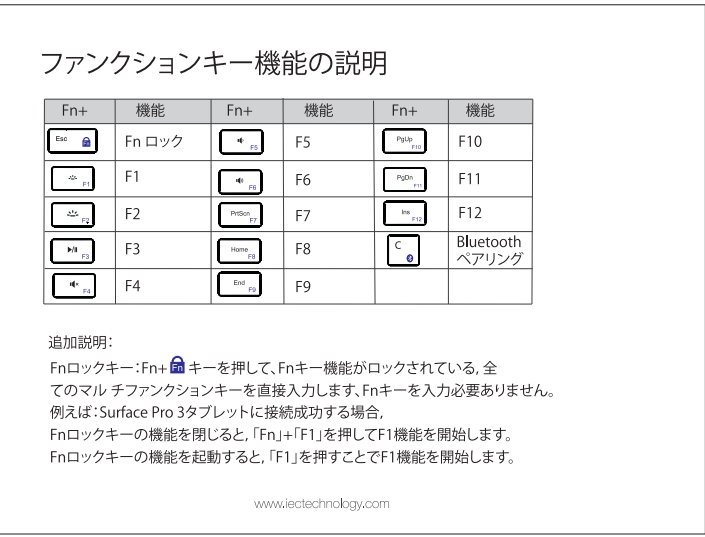 ファンクションキー機能の説明
Fn+ 機能 Fn+ 機能 Fn+ 機能
Esc Fn Fn ロック F5 F5 PgUp F10 F10
F1 F1 F6 F6 PgDn F11 F11
F2 F2 PrtScn F7 F7 Ins F12 F12
F3 F3 Home F8 F8 C Bluetooth
ペアリング
F4 F4 End F9 F9
追加説明：
Fnロックキー：Fn+ Fn キーを押して、Fnキー機能がロックされている, 全
てのマル チファンクションキーを直接入力します、Fnキーを入力必要ありません。
例えば：Surface Pro 3タブレットに接続成功する場合,
Fnロックキーの機能を閉じると,「Fn」+「F1」を押してF1機能を開始します。
Fnロックキーの機能を起動すると,「F1」を押すことでF1機能を開始します。
www.iectechnology.com